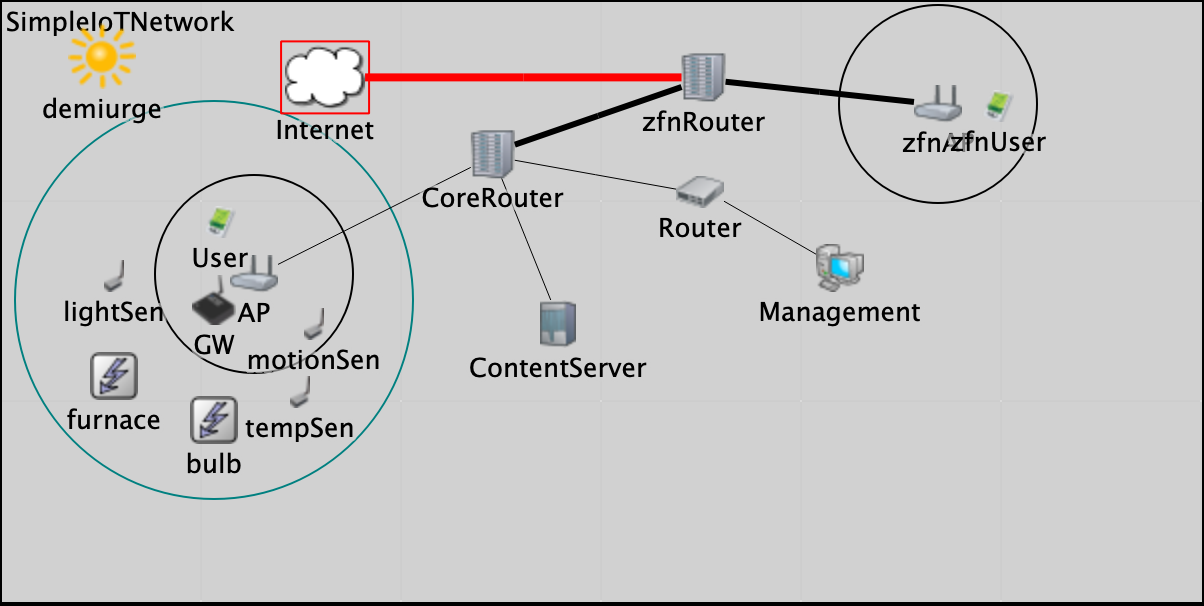 SimpleIoTNetwork
demiurge
Internet
zfnRouter
zfnAP
zfnUser
CoreRouter
Router
User
lightSen
AP
GW
motionSen
Management
ContentServer
furnace
tempSen
bulb